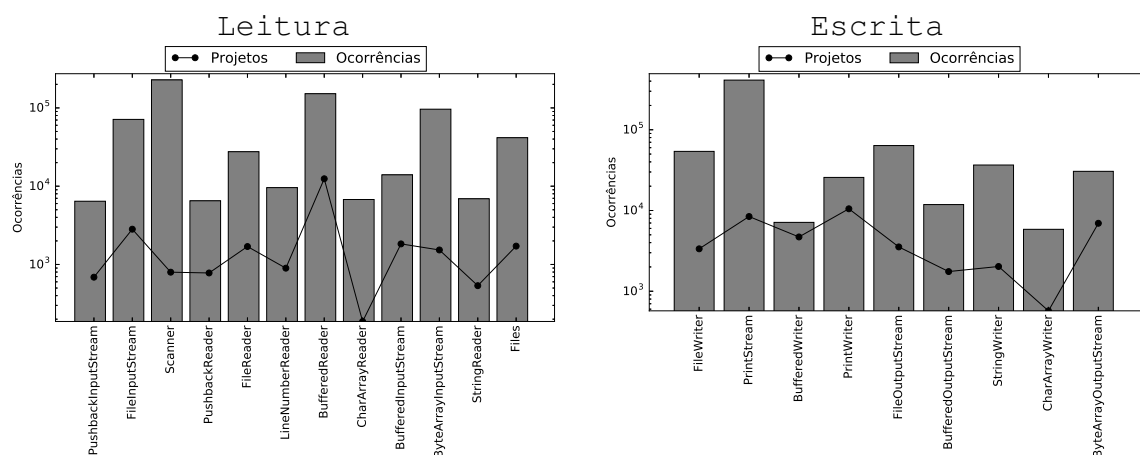 Leitura
Projetos Ocorrências
10^5
10^4
10^3
Ocorrências
PushbackInputStream
FileInputStream
Scanner
PushbackReader
FileReader
LineNumberReader
BufferedReader
CharArrayReader
BufferedInputStream
ByteArrayInputStream
StringReader
Files
Escrita
Projetos Ocorrências
10^5
10^4
10^3
Ocorrências
FileWriter
PrintStream
BufferedWriter
PrintWriter
FileOutputStream
BufferedOutputStream
StringWriter
CharArrayWriter
ByteArrayOutputStream